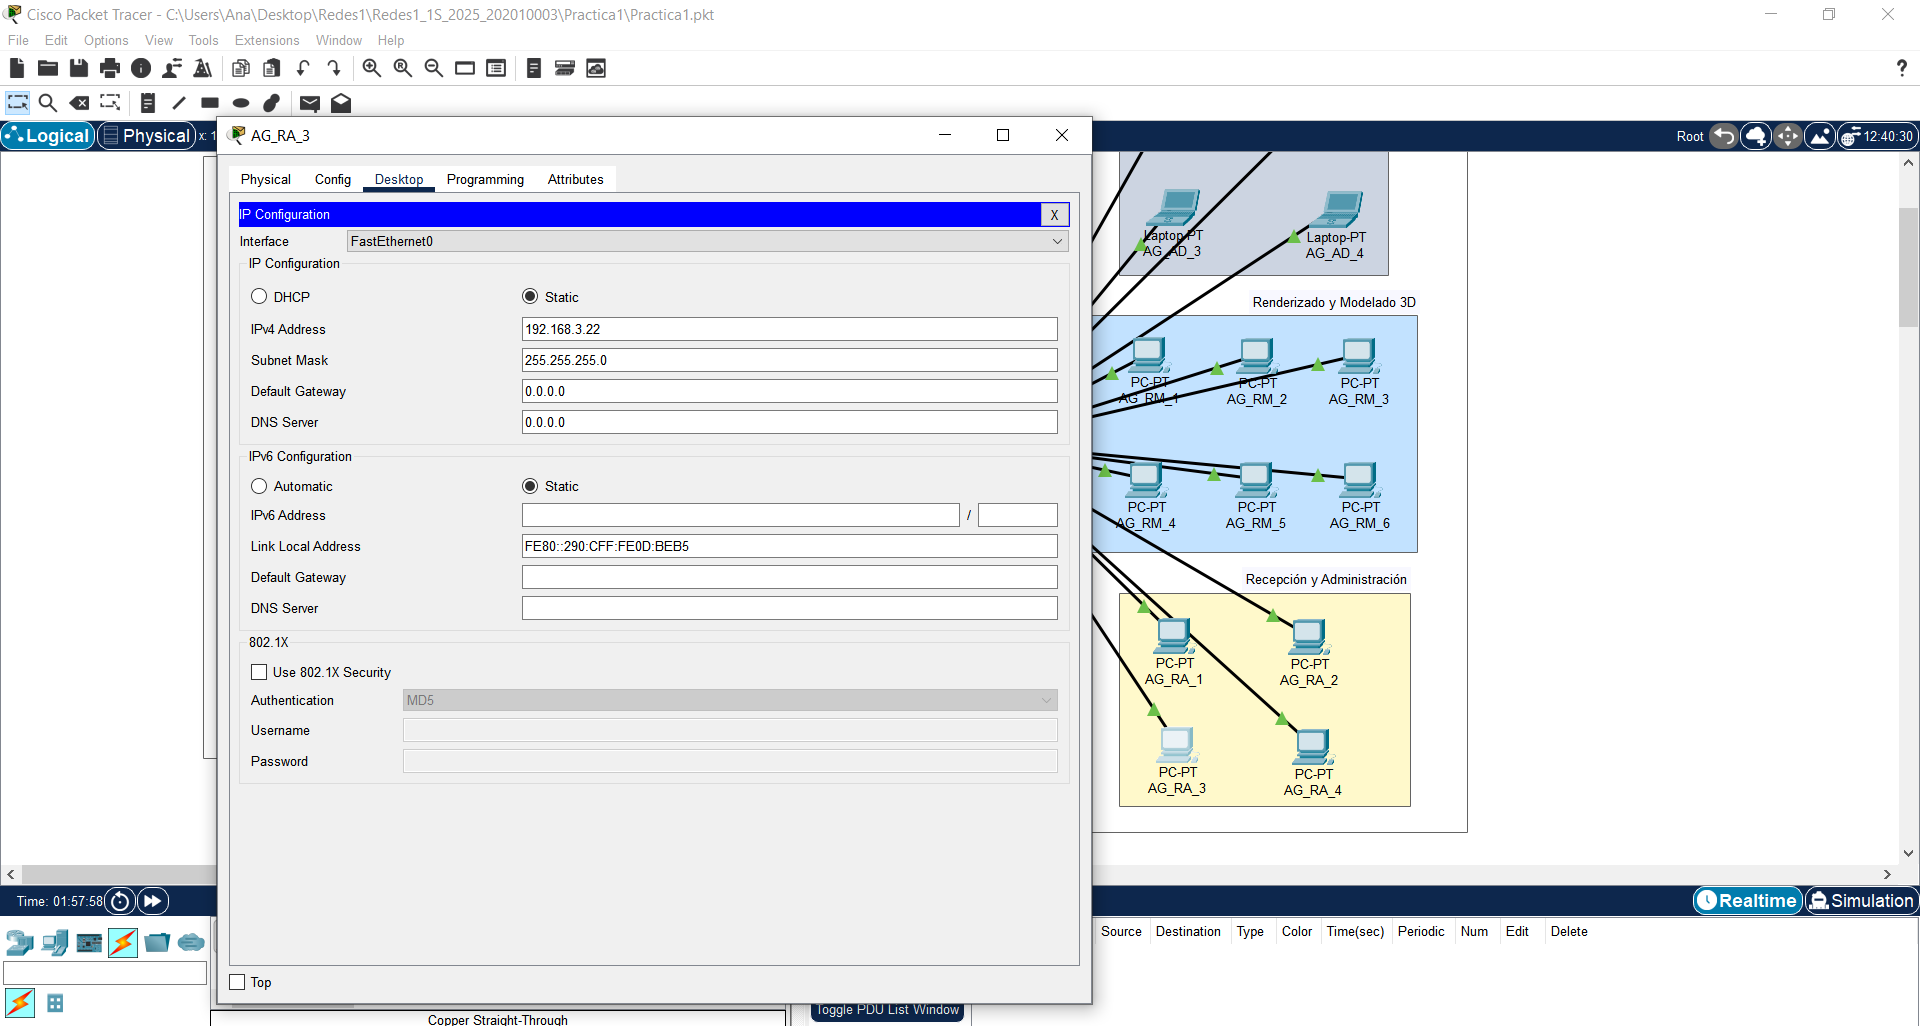 Cisco Packet Tracer - C:\Users\Ana\Desktop\Redes1\Redes1_1S_2025_202010003\Practica1\Practica1.pkt
File Edit Options View Tools Extensions Window Help
?
Logical Physical x: 1
Root 12:40:30
AG_RA_3
Physical Config Desktop Programming Attributes
IP Configuration X
Interface FastEthernet0
IP Configuration
DHCP Static
IPv4 Address 192.168.3.22
Subnet Mask 255.255.255.0
Default Gateway 0.0.0.0
DNS Server 0.0.0.0
IPv6 Configuration
Automatic Static
IPv6 Address /
Link Local Address FE80::290:CFF:FE0D:BEB5
Default Gateway
DNS Server
802.1X
Use 802.1X Security
Authentication MD5
Username
Password
Top
Laptop-PT
AG_AD_3
Laptop-PT
AG_AD_4
Renderizado y Modelado 3D
PC-PT
AG_RM_1
PC-PT
AG_RM_2
PC-PT
AG_RM_3
PC-PT
AG_RM_4
PC-PT
AG_RM_5
PC-PT
AG_RM_6
Recepción y Administración
PC-PT
AG_RA_1
PC-PT
AG_RA_2
PC-PT
AG_RA_3
PC-PT
AG_RA_4
Time: 01:57:58
Realtime Simulation
Source Destination Type Color Time(sec) Periodic Num Edit Delete
Toggle PDU List Window
Copper Straight-Through